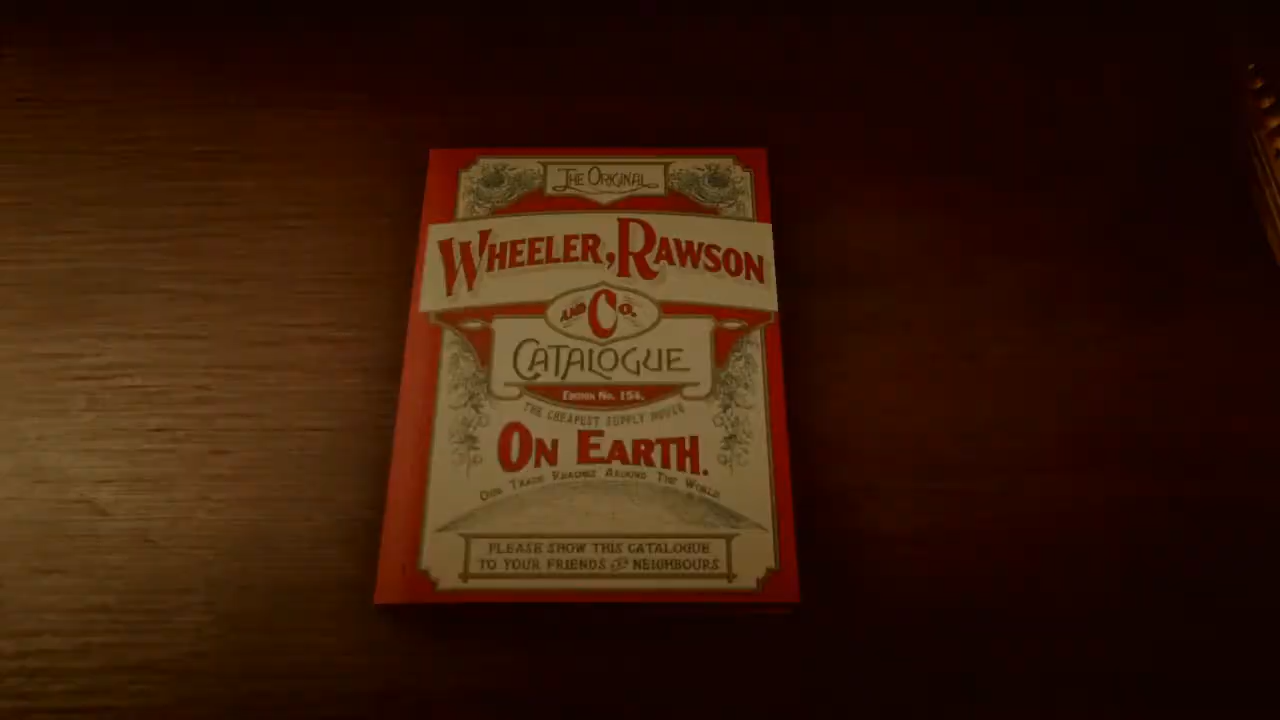 THE ORIGINAL
WHEELER, RAWSON
AND CO.
CATALOGUE
EDITION NO. 154.
THE CHEAPEST SUPPLY HOUSE
ON EARTH.
OUR TRADE REACHES AROUND THE WORLD
PLEASE SHOW THIS CATALOGUE
TO YOUR FRIENDS AND NEIGHBOURS